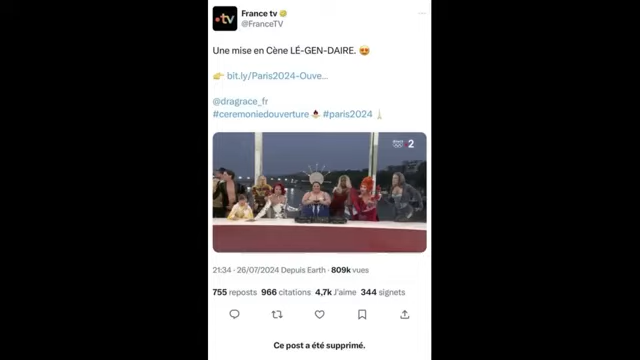 France tv
•tv
@FranceTV
Une mise en Cène LÉ-GEN-DAIRE.
bit.ly/Paris2024-Ouve...
@dragrace_fr
#ceremoniedouverture #paris2024
2
21:34 · 26/07/2024 Depuis Earth · 809k vues
755 reposts 966 citations 4,7k J'aime 344 signets
Ce post a été supprimé.